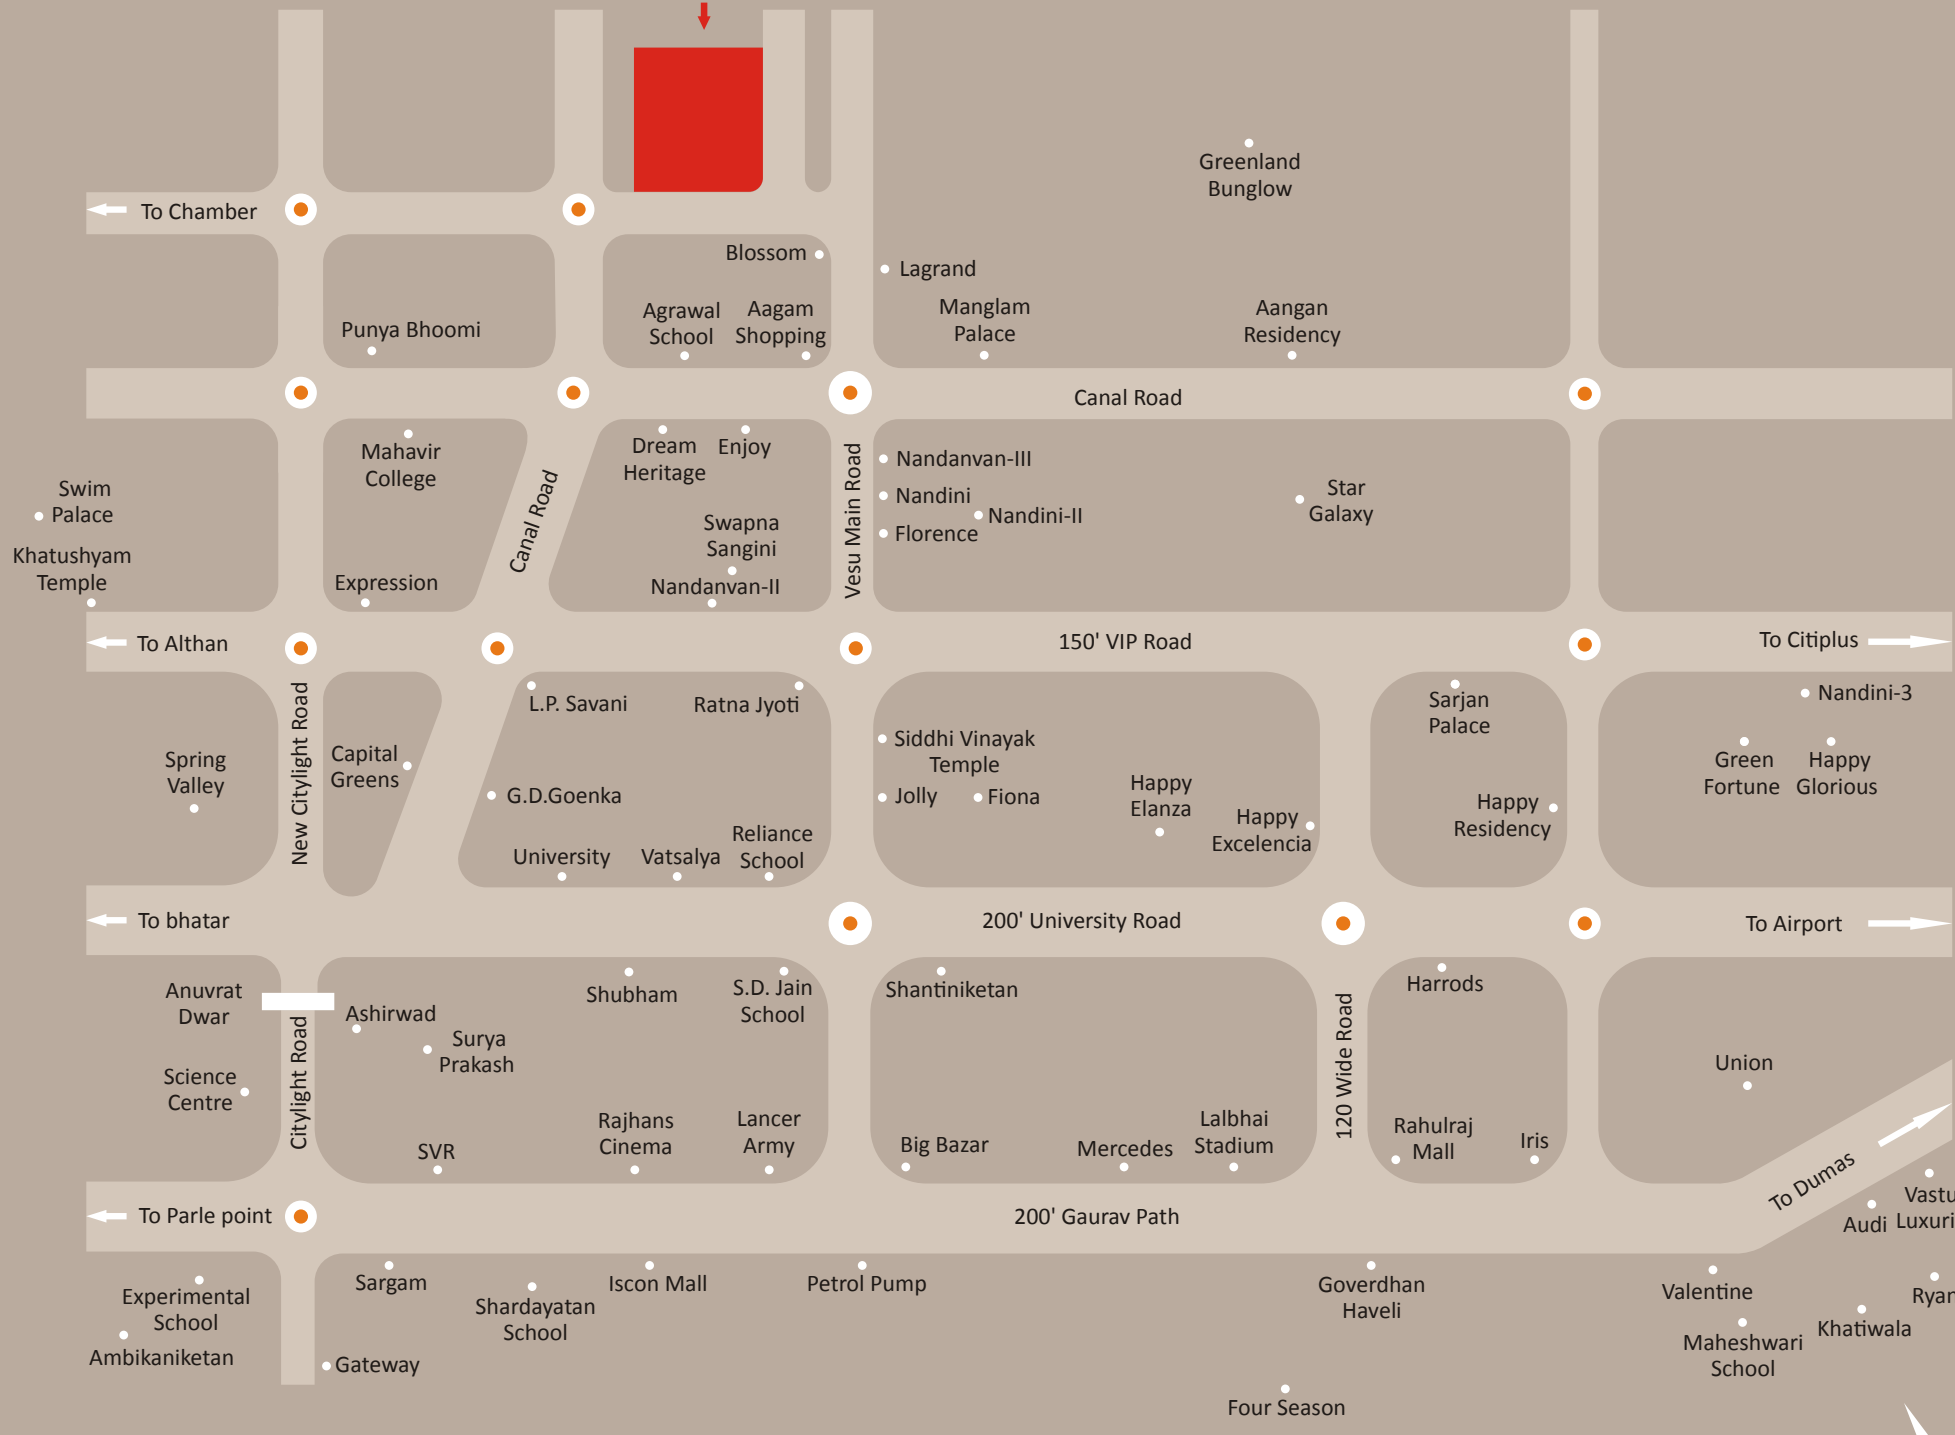 Greenland
Bunglow
To Chamber
Blossom
Lagrand
Agrawal
School
Aagam
Shopping
Manglam
Palace
Aangan
Residency
Punya Bhoomi
Canal Road
Mahavir
College
Dream
Heritage
Enjoy
Vesu Main Road
Nandanvan-III
Nandini
Nandini-II
Florence
Star
Galaxy
Swim
Palace
Canal Road
Swapna
Sangini
Khatushyam
Temple
Expression
Nandanvan-II
To Althan
150' VIP Road
To Citiplus
New Citylight Road
L.P. Savani
Ratna Jyoti
Sarjan
Palace
Nandini-3
Spring
Valley
Capital
Greens
Siddhi Vinayak
Temple
Green
Fortune
Happy
Glorious
G.D.Goenka
Jolly
Fiona
Happy
Elanza
Happy
Excelencia
Happy
Residency
University
Vatsalya
Reliance
School
To bhatar
200' University Road
To Airport
Anuvrat
Dwar
Ashirwad
Shubham
S.D. Jain
School
Shantiniketan
Harrods
Surya
Prakash
Citylight Road
120 Wide Road
Science
Centre
Union
SVR
Rajhans
Cinema
Lancer
Army
Big Bazar
Mercedes
Lalbhai
Stadium
Rahulraj
Mall
Iris
To Dumas
To Parle point
200' Gaurav Path
Audi
Vastu
Luxuri
Experimental
School
Sargam
Shardayatan
School
Iscon Mall
Petrol Pump
Goverdhan
Haveli
Valentine
Ryan
Khatiwala
Maheshwari
School
Ambikaniketan
Gateway
Four Season